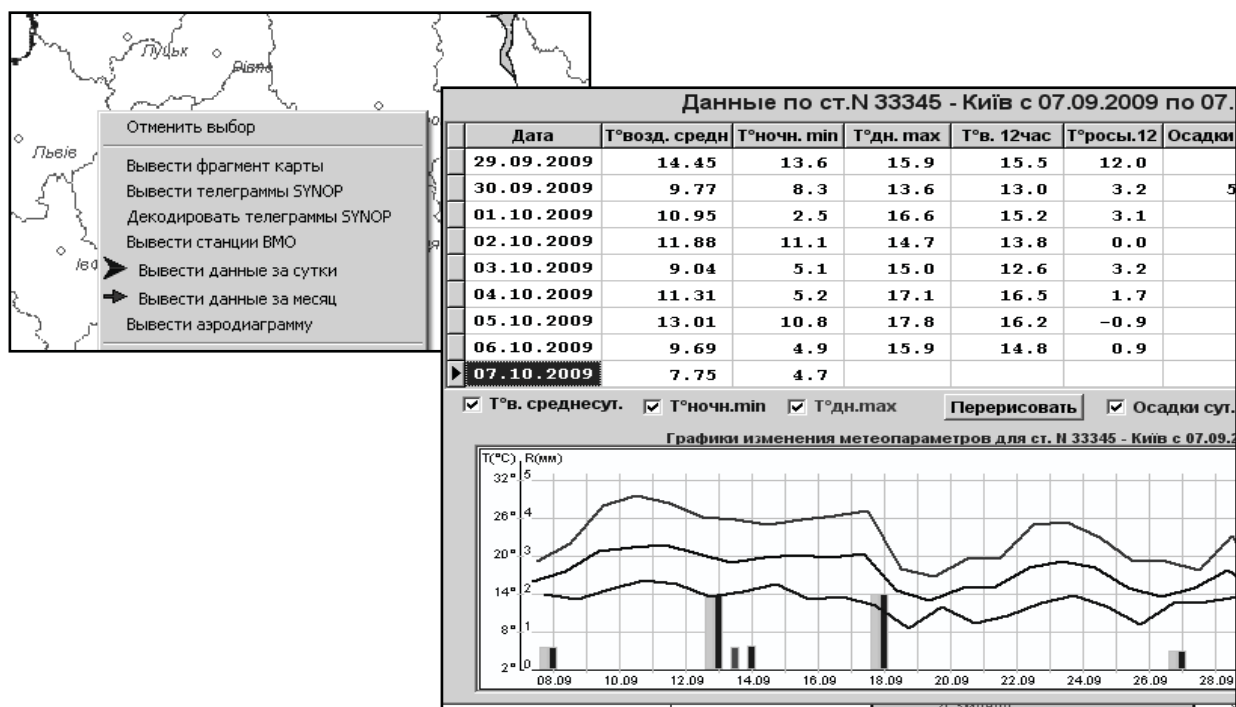 Луцьк
Рівне
Львів
Отменить выбор
Вывести фрагмент карты
Вывести телеграммы SYNOP
Декодировать телеграммы SYNOP
Вывести станции ВМО
Вывести данные за сутки
Вывести данные за месяц
Вывести аэродиаграмму
Данные по ст.N 33345 - Київ с 07.09.2009 по 07.
Дата T°возд. средн T°ночн. min T°дн. max T°в. 12час T°росы.12 Осадки
29.09.2009 14.45 13.6 15.9 15.5 12.0
30.09.2009 9.77 8.3 13.6 13.0 3.2 5
01.10.2009 10.95 2.5 16.6 15.2 3.1
02.10.2009 11.88 11.1 14.7 13.8 0.0
03.10.2009 9.04 5.1 15.0 12.6 3.2
04.10.2009 11.31 5.2 17.1 16.5 1.7
05.10.2009 13.01 10.8 17.8 16.2 -0.9
06.10.2009 9.69 4.9 15.9 14.8 0.9
07.10.2009 7.75 4.7
T°в. среднесут. T°ночн.min T°дн.max Перерисовать Осадки сут.
Графики изменения метеопараметров для ст. N 33345 - Київ с 07.09.2
T(°C) R(мм)
32° 5
26° 4
20° 3
14° 2
8° 1
2° 0
08.09 10.09 12.09 14.09 16.09 18.09 20.09 22.09 24.09 26.09 28.09